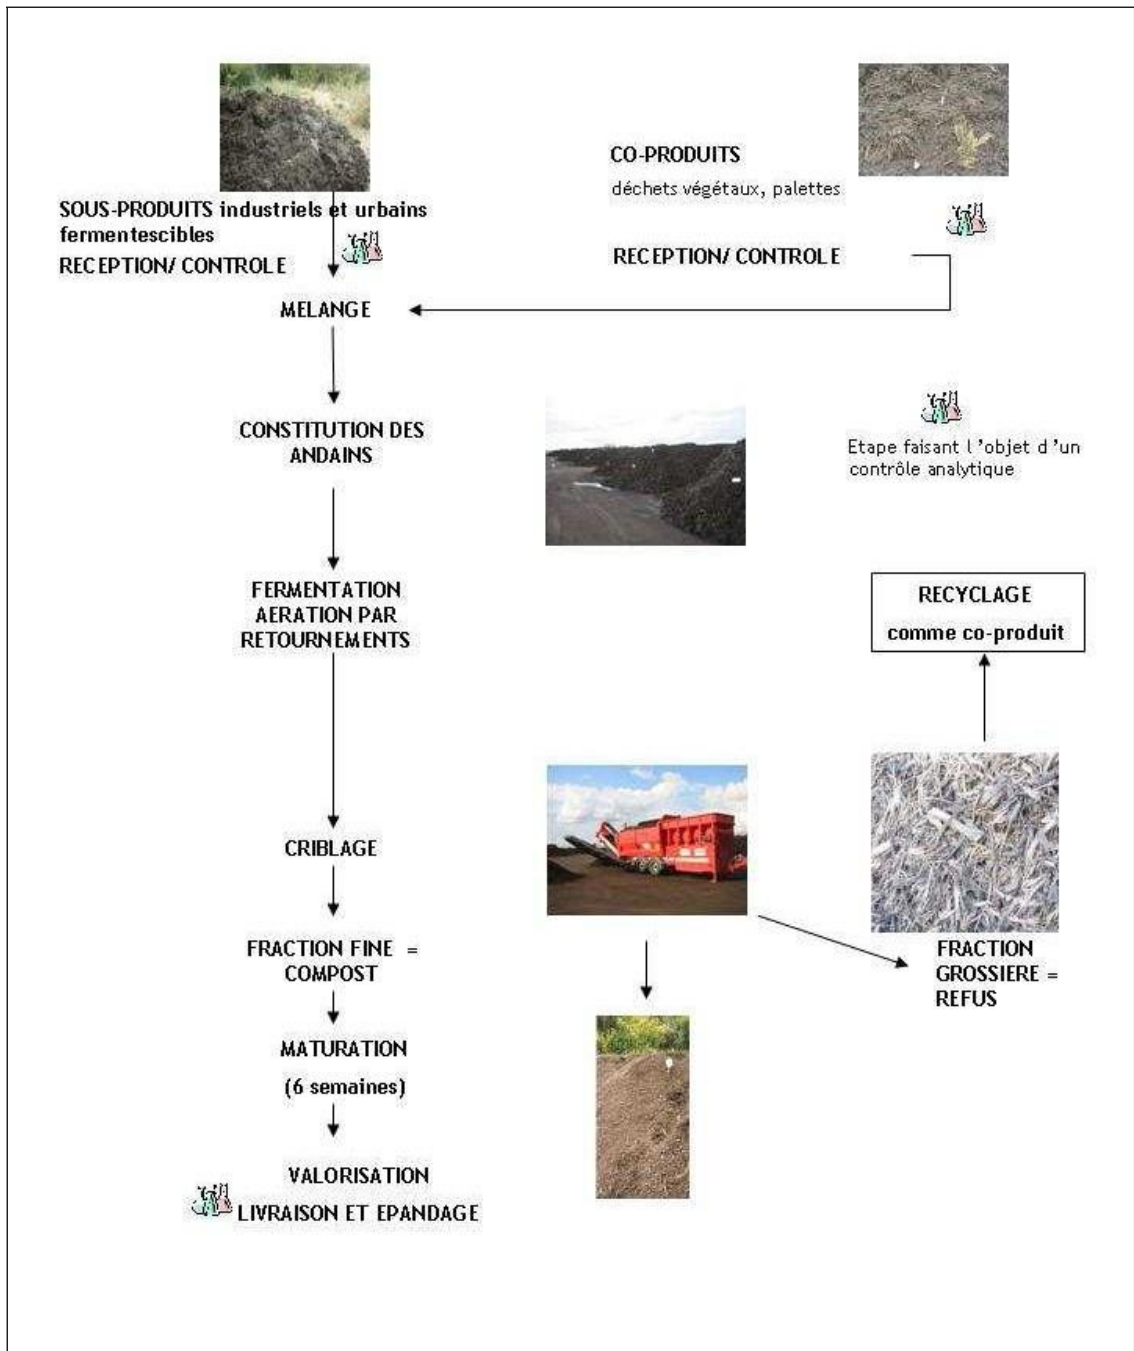 SOUS-PRODUITS industriels et urbains
fermentescibles
RECEPTION/ CONTROLE
CO-PRODUITS
déchets végétaux, palettes
RECEPTION/ CONTROLE
MELANGE
CONSTITUTION DES
ANDAINS
Etape faisant l 'objet d 'un
contrôle analytique
FERMENTATION
AERATION PAR
RETOURNEMENTS
RECYCLAGE
comme co-produit
CRIBLAGE
FRACTION FINE =
COMPOST
FRACTION
GROSSIERE =
REFUS
MATURATION
(6 semaines)
VALORISATION
LIVRAISON ET EPANDAGE